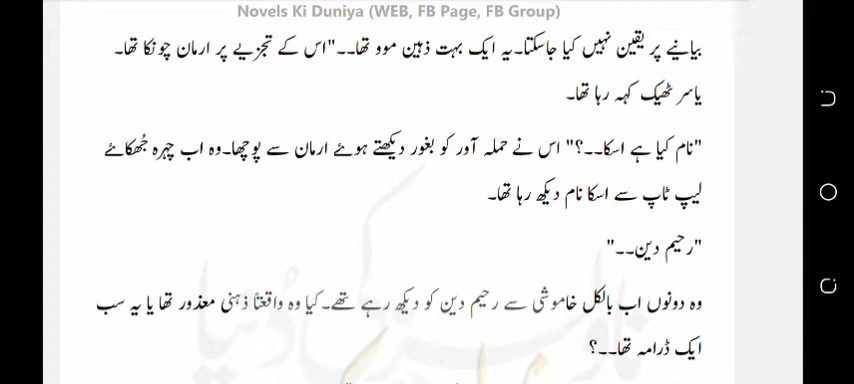 Novels Ki Duniya (WEB, FB Page, FB Group)
بیانیے پر یقین نہیں کیا جاسکتا۔یہ ایک بہت ذہین موو تھا۔۔"اس کے تجزیے پر ارمان چونکا تھا۔
یاسر ٹھیک کہہ رہا تھا۔
"نام کیا ہے اسکا۔۔؟" اس نے حملہ آور کو بغور دیکھتے ہوئے ارمان سے پوچھا۔وہ اب چہرہ جُھکائے
لیپ ٹاپ سے اسکا نام دیکھ رہا تھا۔
"رحیم دین۔۔"
وہ دونوں اب بالکل خاموشی سے رحیم دین کو دیکھ رہے تھے۔کیا وہ واقعتاً ذہنی معذور تھا یا یہ سب
ایک ڈرامہ تھا۔۔؟